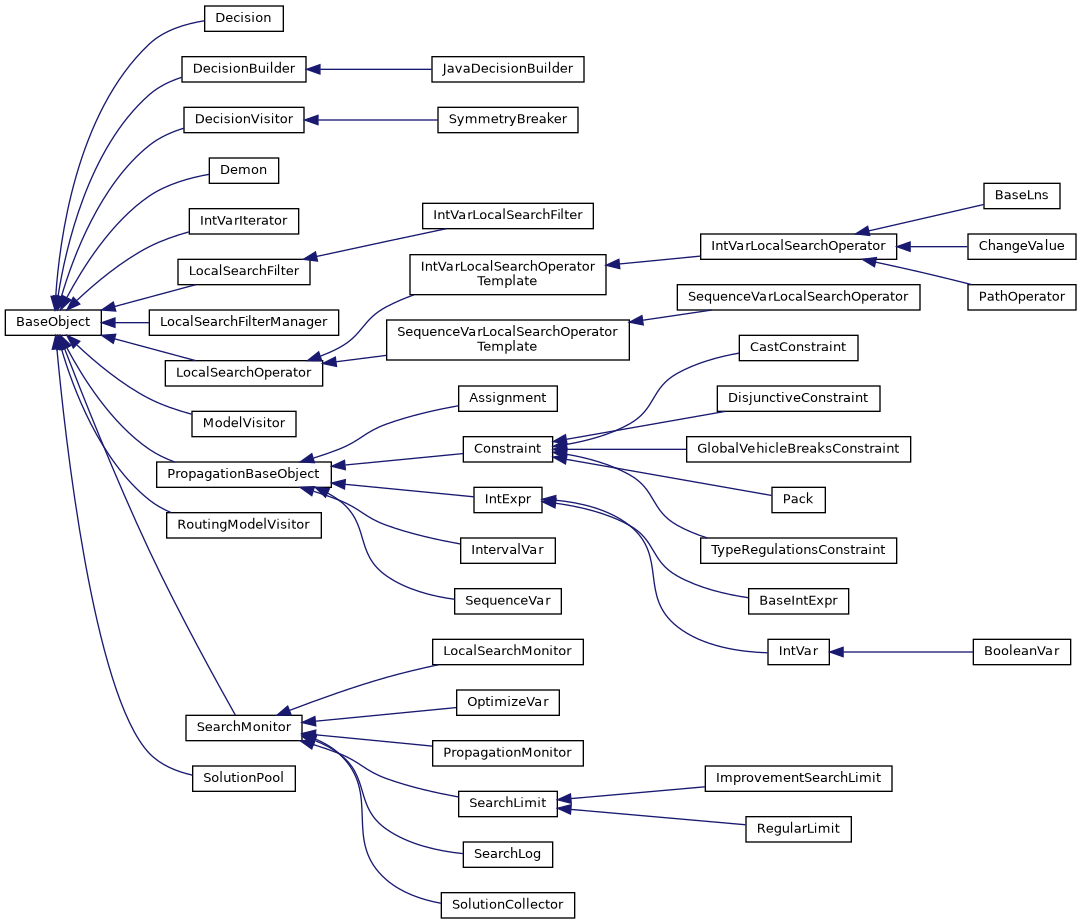 Decision
DecisionBuilder
JavaDecisionBuilder
DecisionVisitor
SymmetryBreaker
Demon
BaseLns
IntVarIterator
IntVarLocalSearchFilter
IntVarLocalSearchOperator
ChangeValue
LocalSearchFilter
IntVarLocalSearchOperator
Template
PathOperator
SequenceVarLocalSearchOperator
BaseObject
LocalSearchFilterManager
SequenceVarLocalSearchOperator
Template
CastConstraint
LocalSearchOperator
Assignment
DisjunctiveConstraint
ModelVisitor
Constraint
GlobalVehicleBreaksConstraint
PropagationBaseObject
IntExpr
Pack
RoutingModelVisitor
IntervalVar
TypeRegulationsConstraint
SequenceVar
BaseIntExpr
LocalSearchMonitor
IntVar
BooleanVar
OptimizeVar
SearchMonitor
PropagationMonitor
SolutionPool
ImprovementSearchLimit
SearchLimit
RegularLimit
SearchLog
SolutionCollector